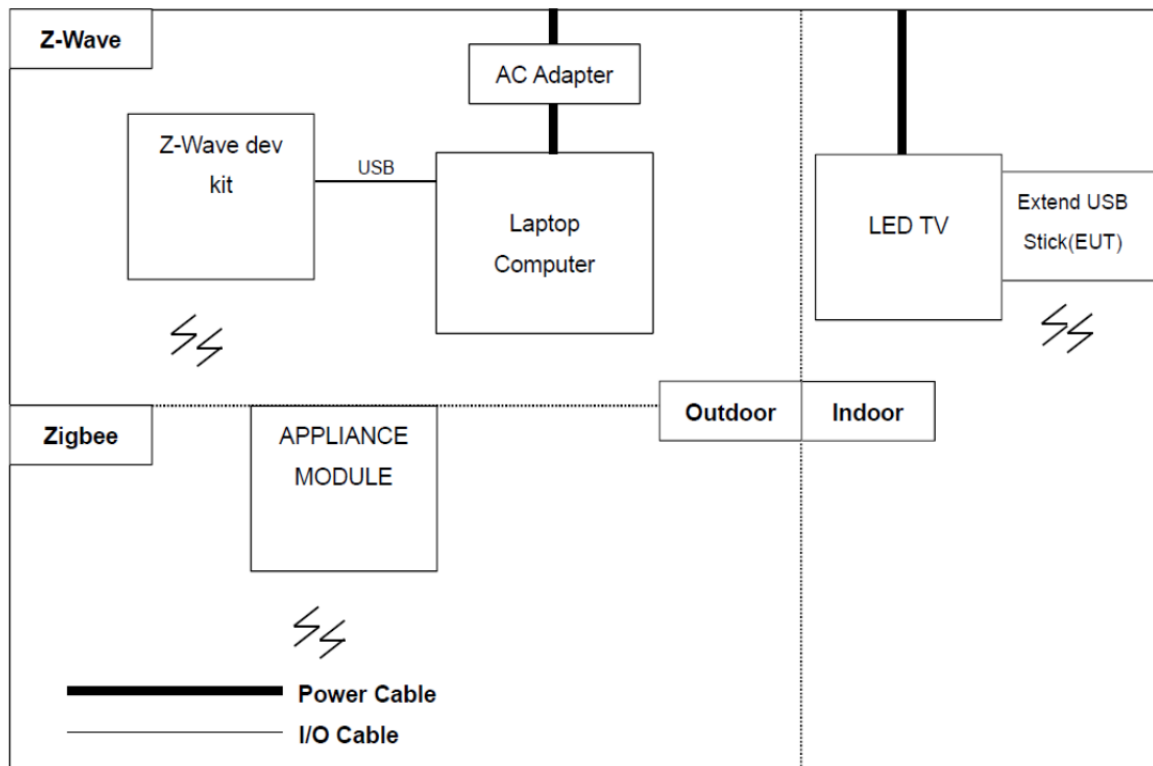 Z-Wave
AC Adapter
Z-Wave dev
kit
USB
Laptop
Computer
LED TV
Extend USB
Stick(EUT)
Outdoor
Indoor
Zigbee
APPLIANCE
MODULE
Power Cable
I/O Cable